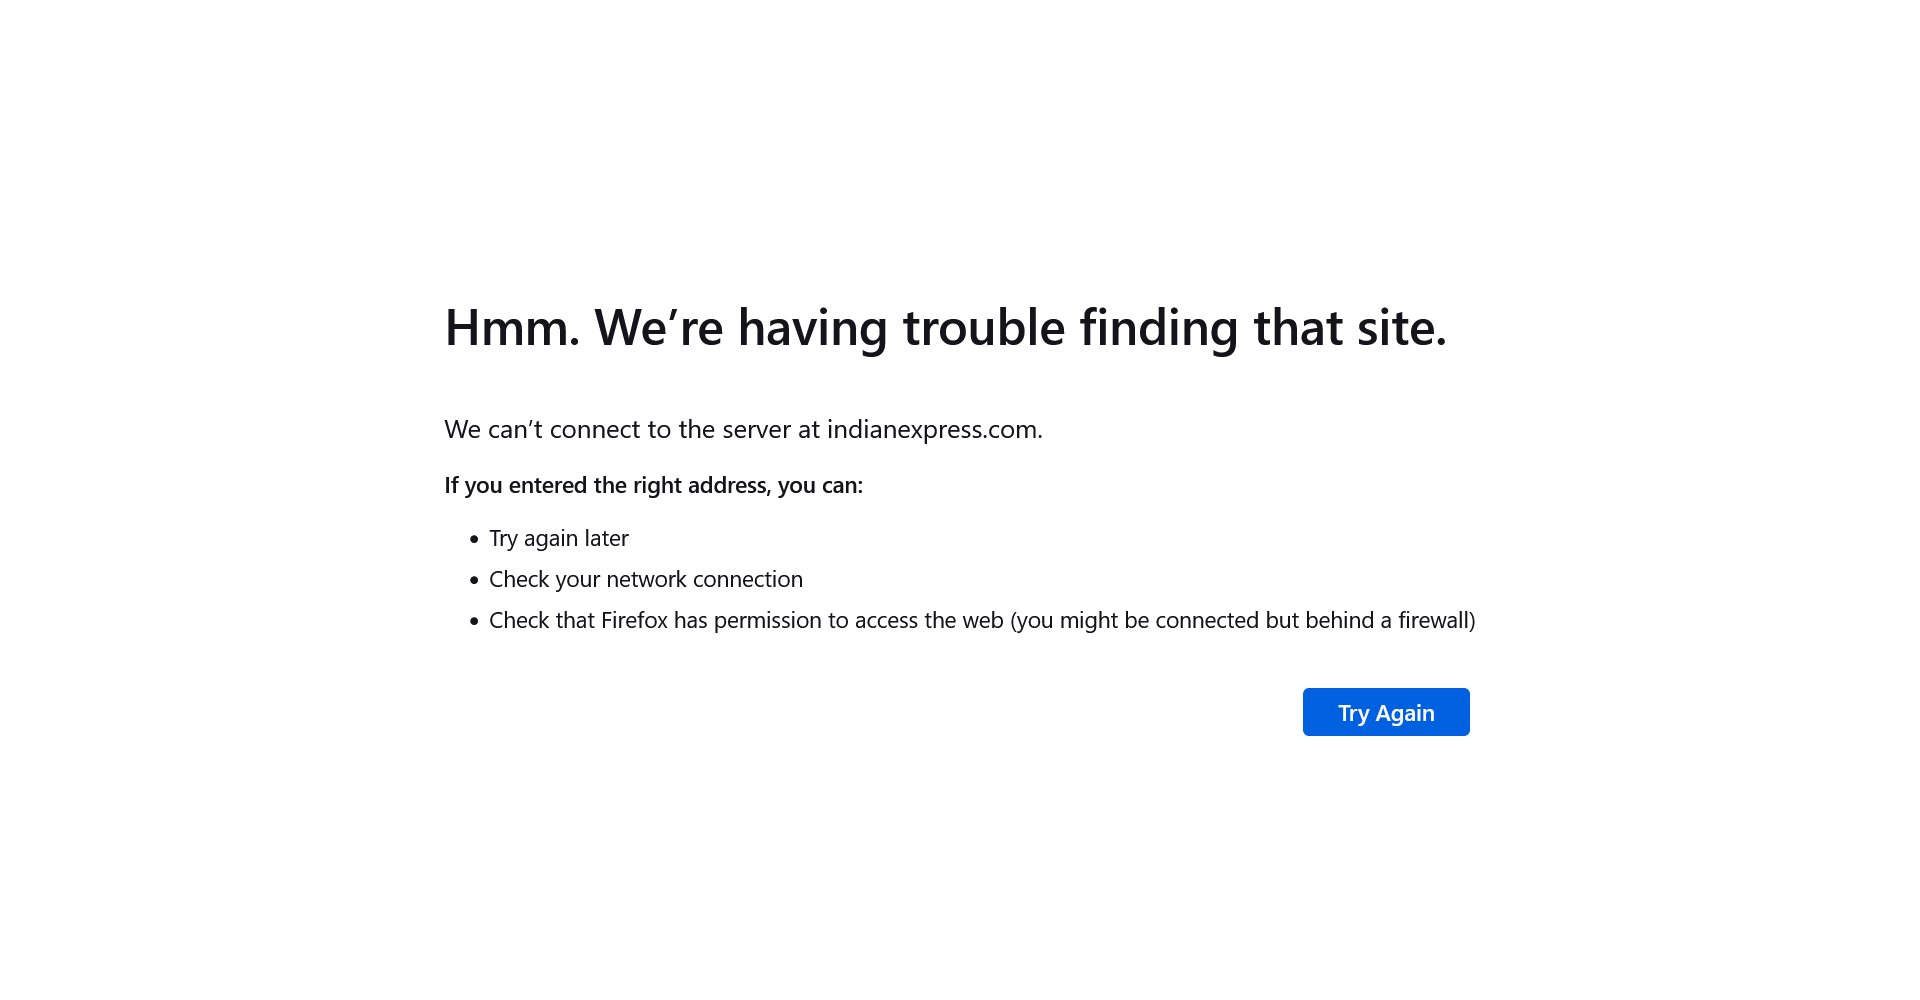 Hmm. We’re having trouble finding that site.
We can’t connect to the server at indianexpress.com.
If you entered the right address, you can:
• Try again later
• Check your network connection
• Check that Firefox has permission to access the web (you might be connected but behind a firewall)
Try Again